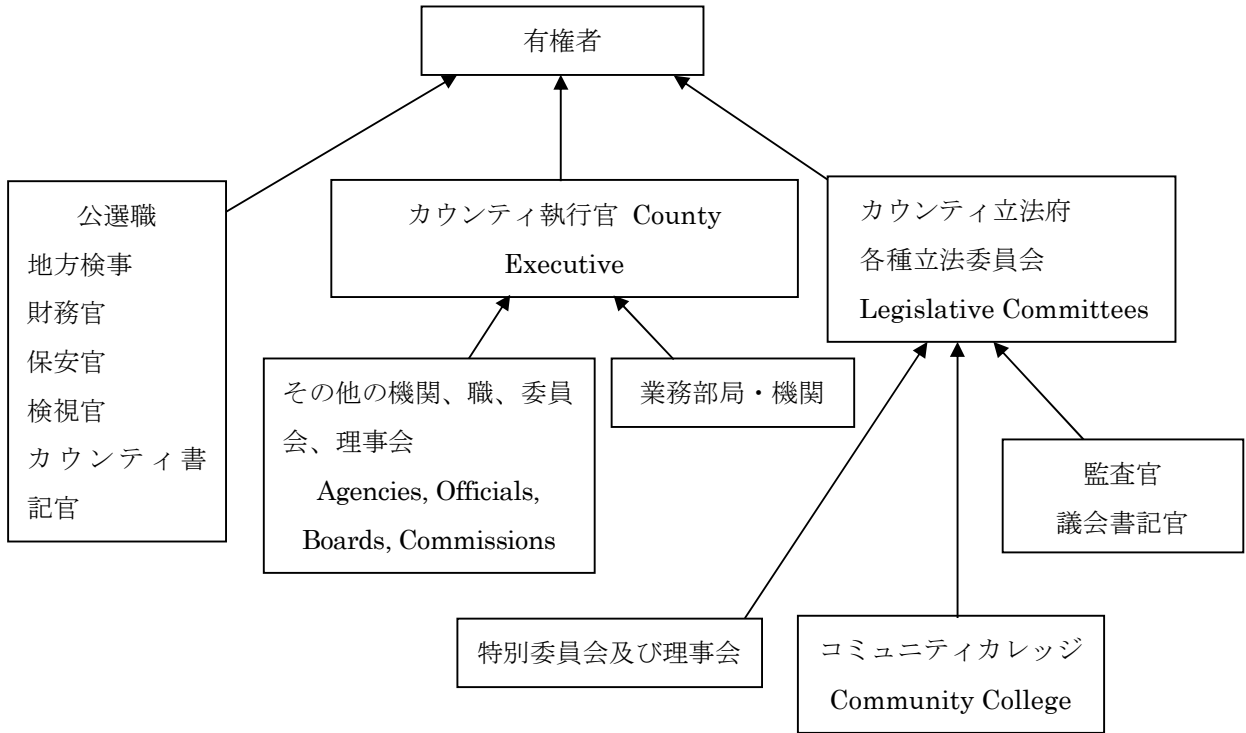 有権者
公選職
地方検事
財務官
保安官
検視官
カウンティ書
記官
カウンティ執行官 County
Executive
カウンティ立法府
各種立法委員会
Legislative Committees
その他の機関、職、委員
会、理事会
Agencies, Officials,
Boards, Commissions
業務部局・機関
監査官
議会書記官
特別委員会及び理事会
コミュニティカレッジ
Community College